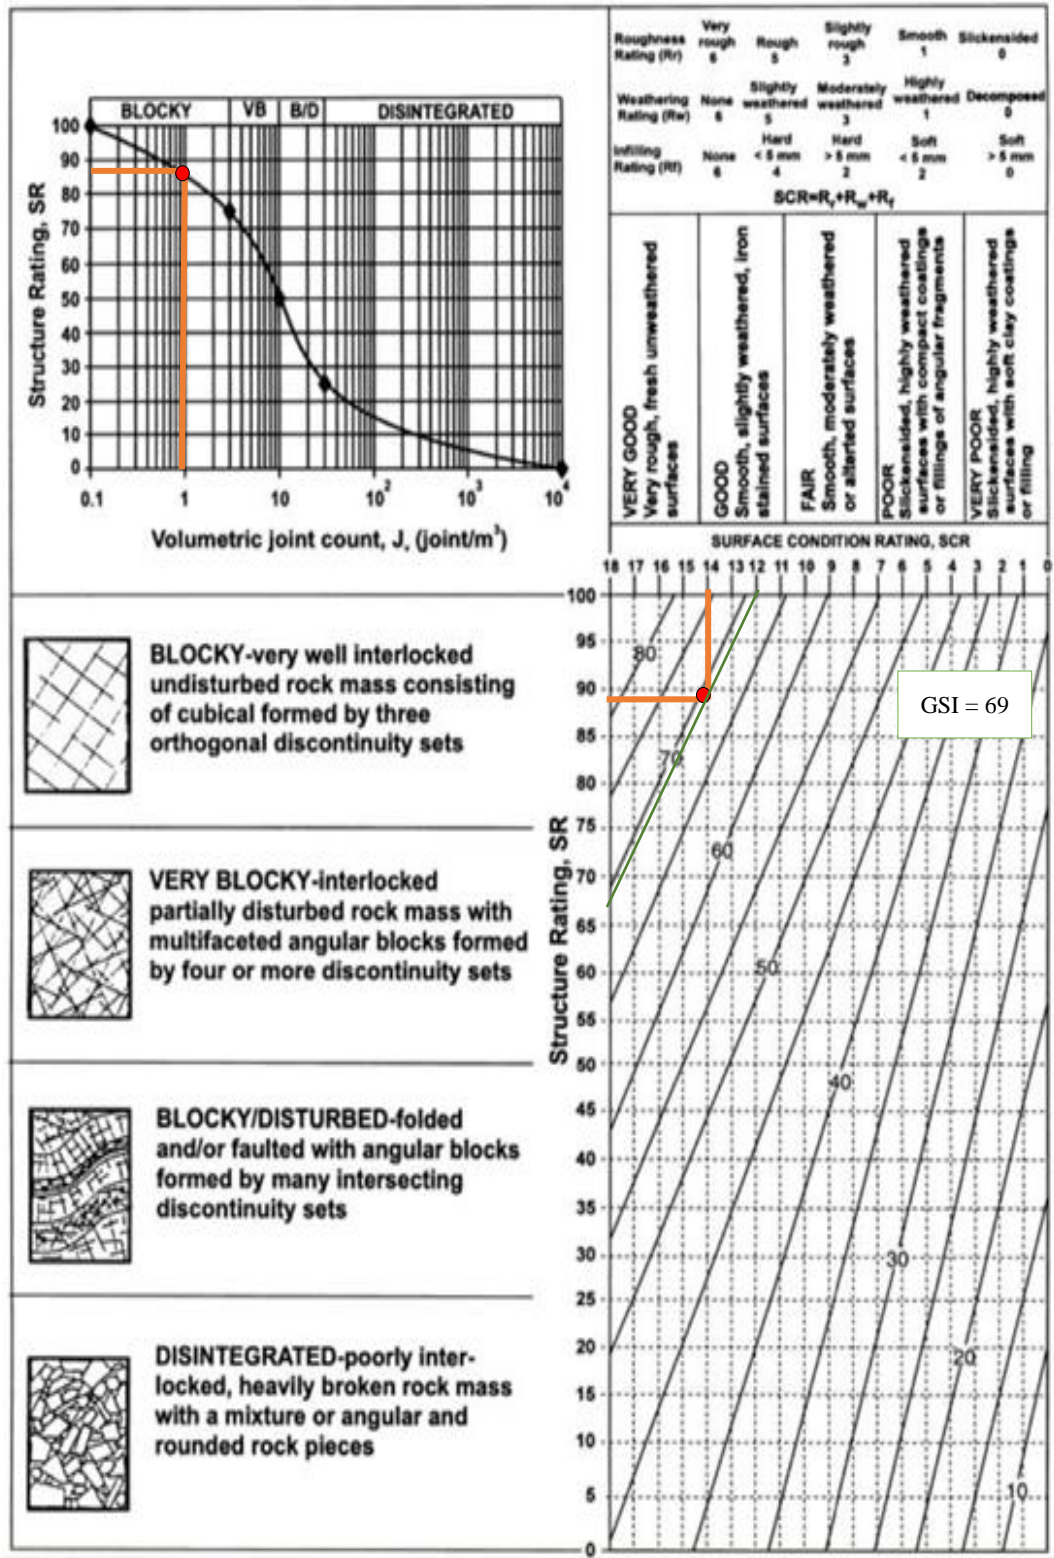 BLOCKY VB B/D DISINTEGRATED
100
90
80
70
60
50
40
30
20
10
0
Structure Rating, SR
0.1 1 10 10² 10³ 10⁴
Volumetric joint count, Jᵥ (joint/m³)
Roughness Rating (Rr)
Very rough 6
Rough 5
Slightly rough 3
Smooth 1
Slickensided 0
Weathering Rating (Rw)
None 6
Slightly weathered 5
Moderately weathered 3
Highly weathered 1
Decomposed 0
Infilling Rating (Rf)
None 6
Hard < 5 mm 4
Hard > 5 mm 2
Soft < 5 mm 2
Soft > 5 mm 0
SCR=Rr+Rw+Rf
VERY GOOD
Very rough, fresh unweathered
surfaces
GOOD
Smooth, slightly weathered, iron
stained surfaces
FAIR
Smooth, moderately weathered
or alterted surfaces
POOR
Slickensided, highly weathered
surfaces with compact coatings
or fillings of angular fragments
VERY POOR
Slickensided, highly weathered
surfaces with soft clay coatings
or filling
SURFACE CONDITION RATING, SCR
18 17 16 15 14 13 12 11 10 9 8 7 6 5 4 3 2 1 0
BLOCKY-very well interlocked
undisturbed rock mass consisting
of cubical formed by three
orthogonal discontinuity sets
VERY BLOCKY-interlocked
partially disturbed rock mass with
multifaceted angular blocks formed
by four or more discontinuity sets
BLOCKY/DISTURBED-folded
and/or faulted with angular blocks
formed by many intersecting
discontinuity sets
DISINTEGRATED-poorly inter-
locked, heavily broken rock mass
with a mixture or angular and
rounded rock pieces
Structure Rating, SR
100
95
90
85
80
75
70
65
60
55
50
45
40
35
30
25
20
15
10
5
0
80
70
60
50
40
30
20
10
GSI = 69